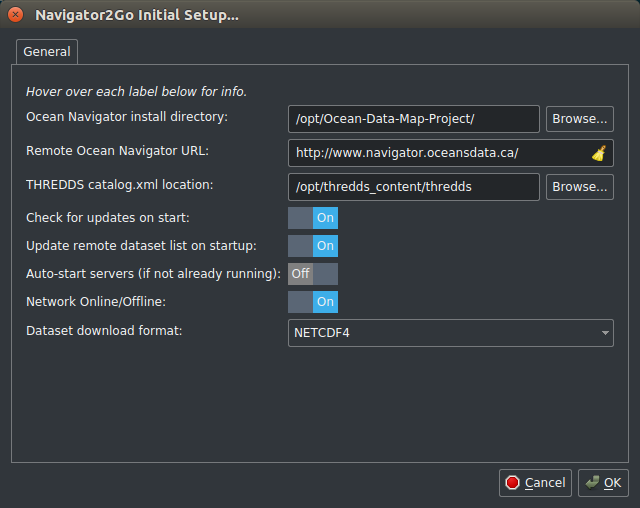 Navigator2Go Initial Setup...
General
Hover over each label below for info.
Ocean Navigator install directory: /opt/Ocean-Data-Map-Project/ Browse...
Remote Ocean Navigator URL: http://www.navigator.oceansdata.ca/
THREDDS catalog.xml location: /opt/thredds_content/thredds Browse...
Check for updates on start: On
Update remote dataset list on startup: On
Auto-start servers (if not already running): Off
Network Online/Offline: On
Dataset download format: NETCDF4
Cancel OK